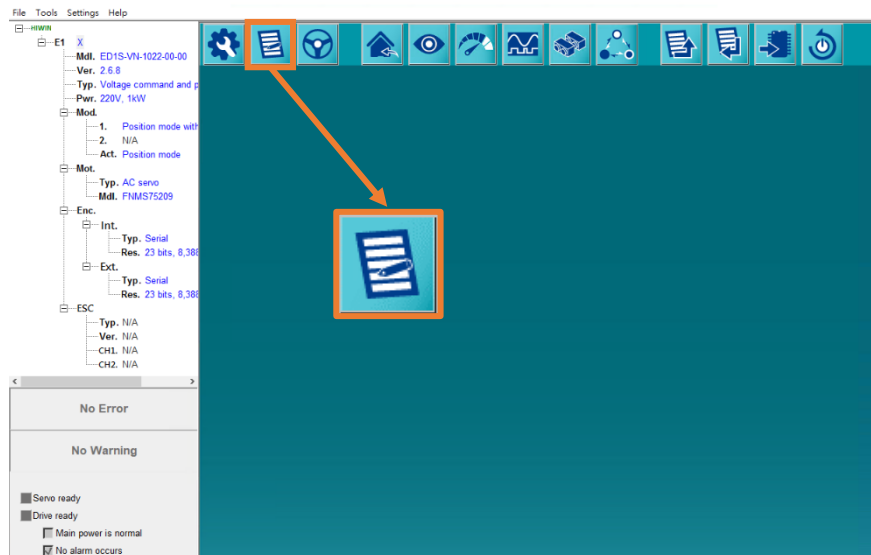 File Tools Settings Help
HIWIN
E1 X
Mdl. ED1S-VN-1022-00-00
Ver. 2.6.8
Typ. Voltage command and p
Pwr. 220V, 1kW
Mod.
1. Position mode with
2. N/A
Act. Position mode
Mot.
Typ. AC servo
Mdl. FNMS75209
Enc.
Int.
Typ. Serial
Res. 23 bits, 8,388
Ext.
Typ. Serial
Res. 23 bits, 8,388
ESC
Typ. N/A
Ver. N/A
CH1. N/A
CH2. N/A
No Error
No Warning
Servo ready
Drive ready
Main power is normal
No alarm occurs